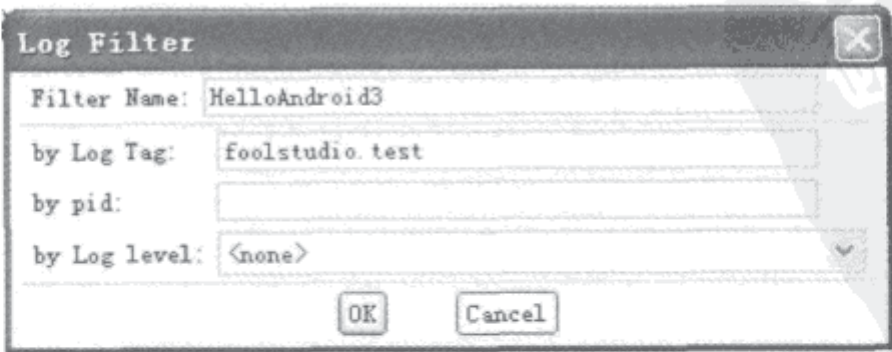 Log Filter
Filter Name: HelloAndroid3
by Log Tag: foolstudio.test
by pid:
by Log level: <none>
OK Cancel